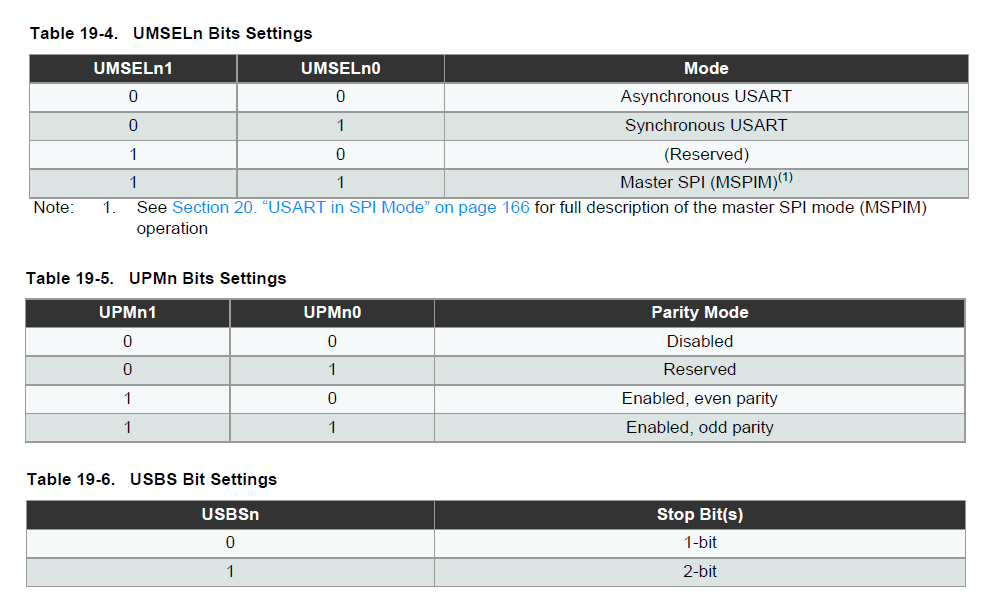 Table 19-4. UMSELn Bits Settings
UMSELn1 UMSELn0 Mode
0 0 Asynchronous USART
0 1 Synchronous USART
1 0 (Reserved)
1 1 Master SPI (MSPIM)(1)
Note: 1. See Section 20. “USART in SPI Mode” on page 166 for full description of the master SPI mode (MSPIM)
operation
Table 19-5. UPMn Bits Settings
UPMn1 UPMn0 Parity Mode
0 0 Disabled
0 1 Reserved
1 0 Enabled, even parity
1 1 Enabled, odd parity
Table 19-6. USBS Bit Settings
USBSn Stop Bit(s)
0 1-bit
1 2-bit